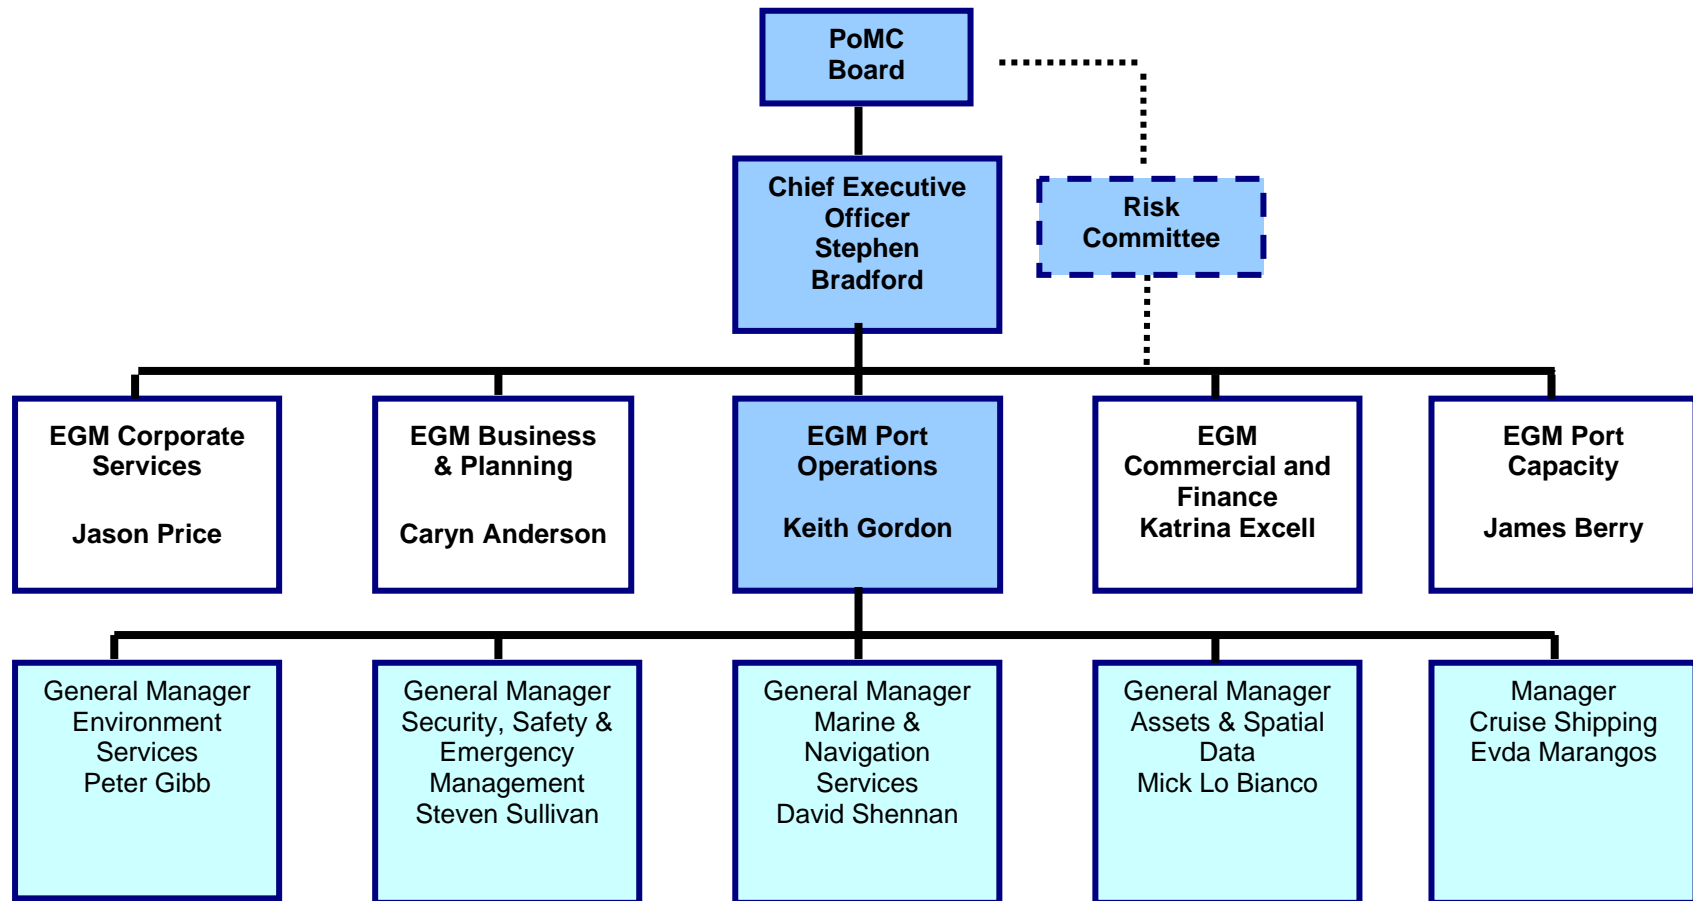 PoMC
Board
Chief Executive
Officer
Stephen
Bradford
Risk
Committee
EGM Corporate
Services
Jason Price
EGM Business
& Planning
Caryn Anderson
EGM Port
Operations
Keith Gordon
EGM
Commercial and
Finance
Katrina Excell
EGM Port
Capacity
James Berry
General Manager
Environment
Services
Peter Gibb
General Manager
Security, Safety &
Emergency
Management
Steven Sullivan
General Manager
Marine &
Navigation
Services
David Shennan
General Manager
Assets & Spatial
Data
Mick Lo Bianco
Manager
Cruise Shipping
Evda Marangos